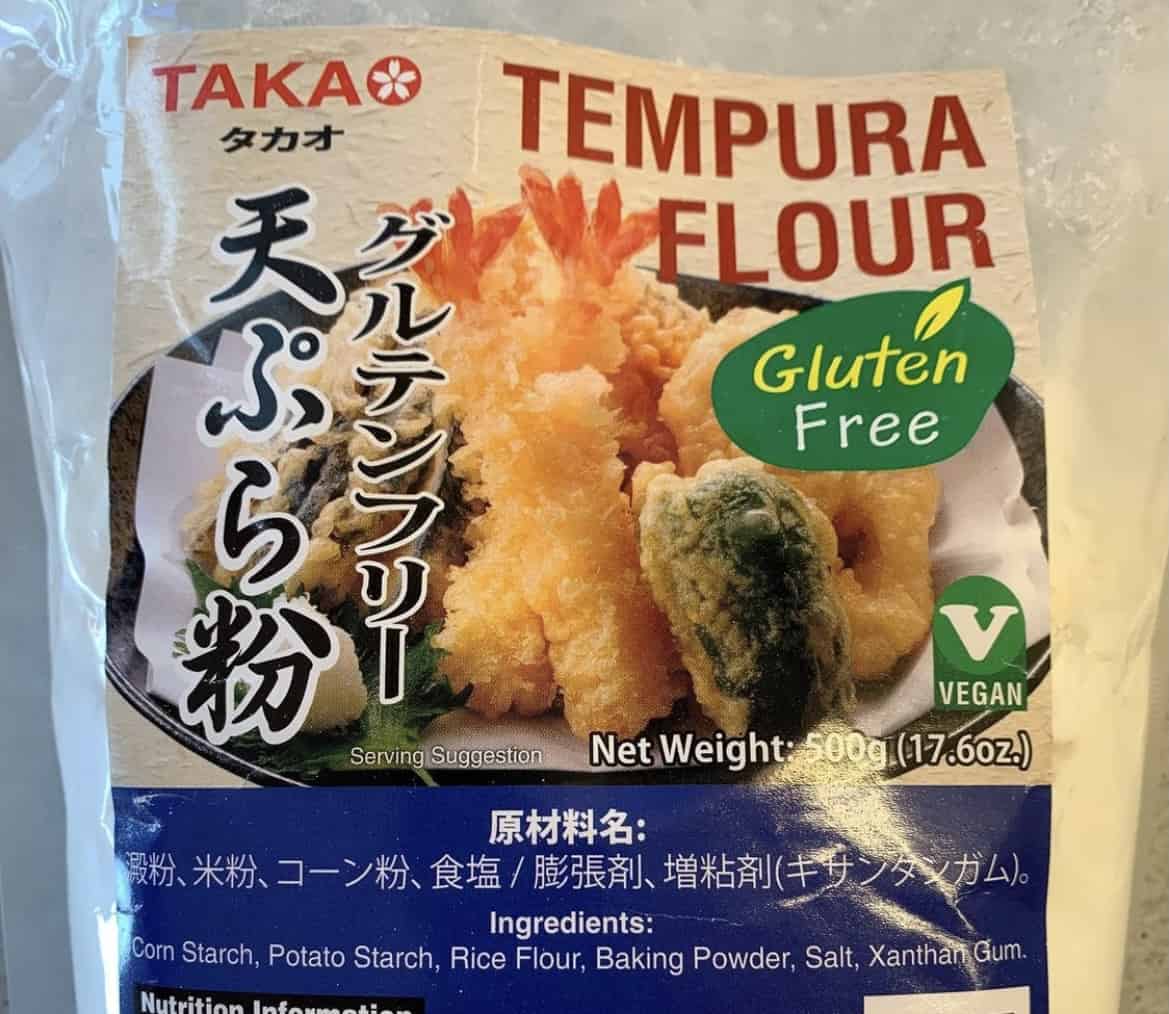 TAKAO
タカオ
TEMPURA
FLOUR
グルテンフリー
天ぷら粉
Gluten
Free
V
VEGAN
Serving Suggestion
Net Weight: 500g (17.6oz.)
原材料名:
澱粉、米粉、コーン粉、食塩 / 膨張剤、増粘剤(キサンタンガム)。
Ingredients:
Corn Starch, Potato Starch, Rice Flour, Baking Powder, Salt, Xanthan Gum.
Nutrition Information